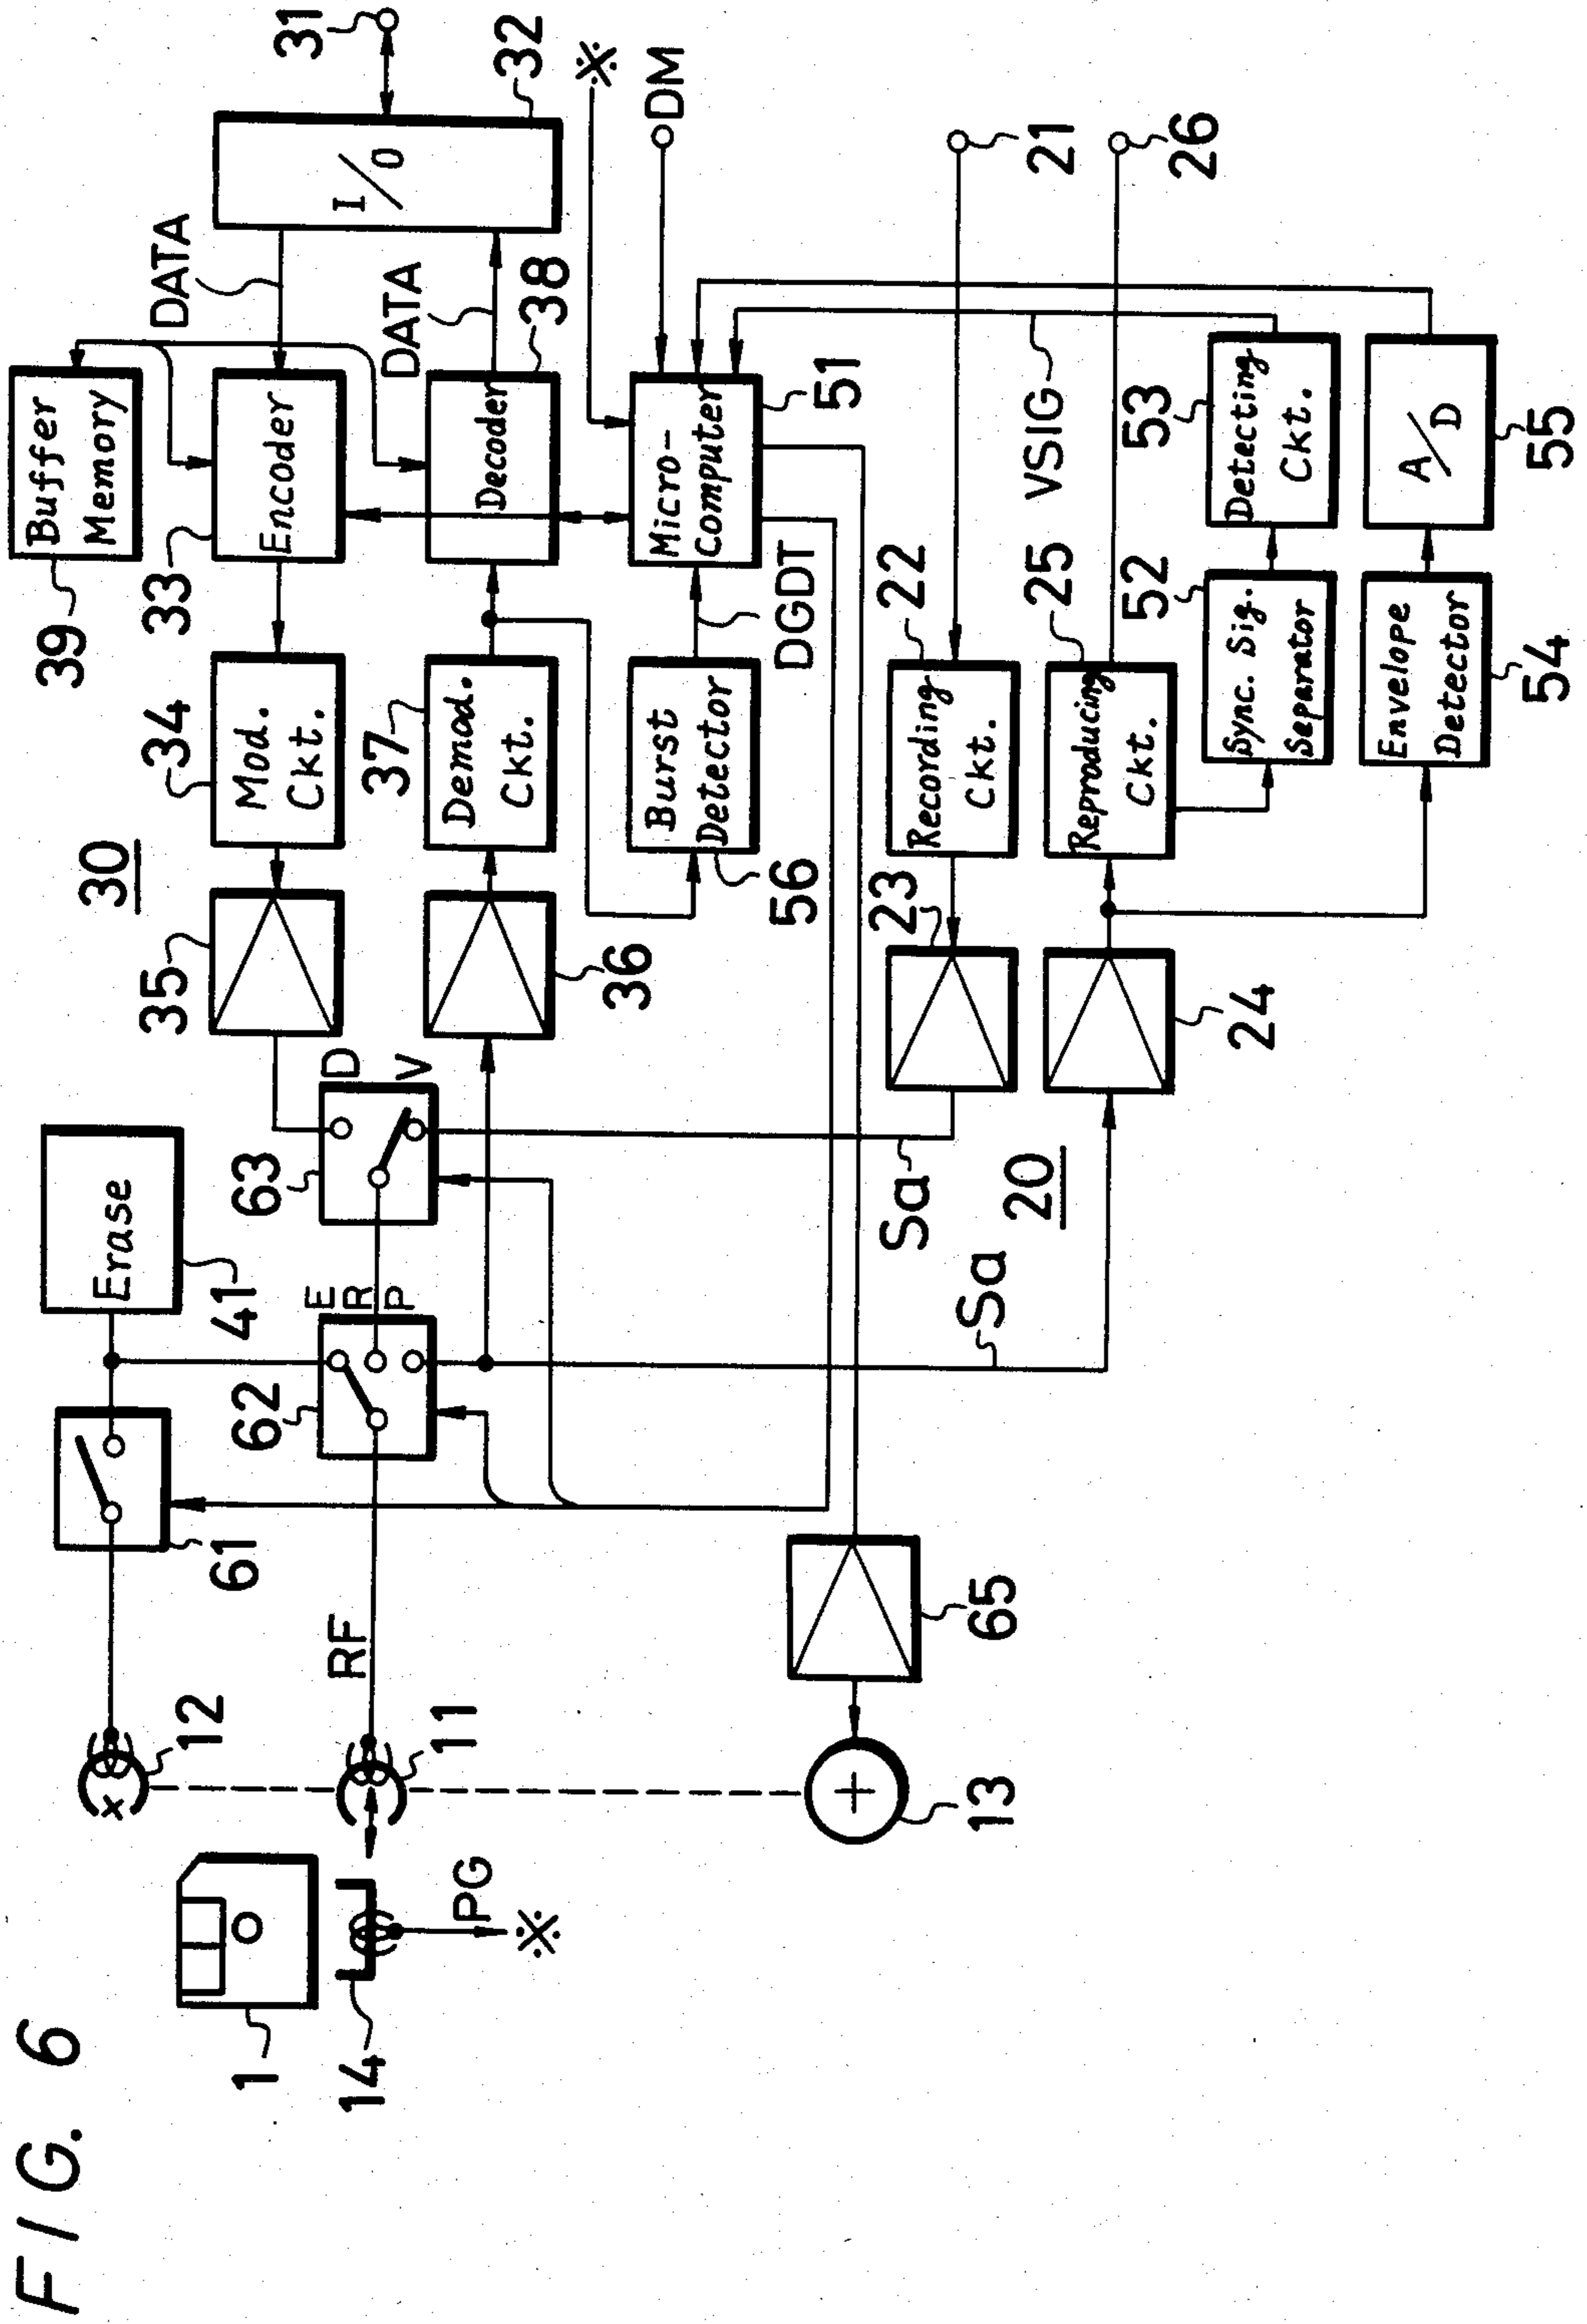 FIG. 6
Erase
41
12
61
35
30
34
Mod.
Ckt.
33
Encoder
39
Buffer
Memory
DATA
I/O
31
32
RF
11
62
E
R
P
63
D
V
36
37
Demod.
Ckt.
Decoder
38
DATA
※
DM
1
14
PG
※
56
Burst
Detector
DGDT
Micro-
Computer
51
13
65
Sa
Sa
20
23
22
Recording
Ckt.
21
24
25
Reproducing
Ckt.
26
VSIG
52
Sync. Sig.
Separator
53
Detecting
Ckt.
54
Envelope
Detector
55
A/D